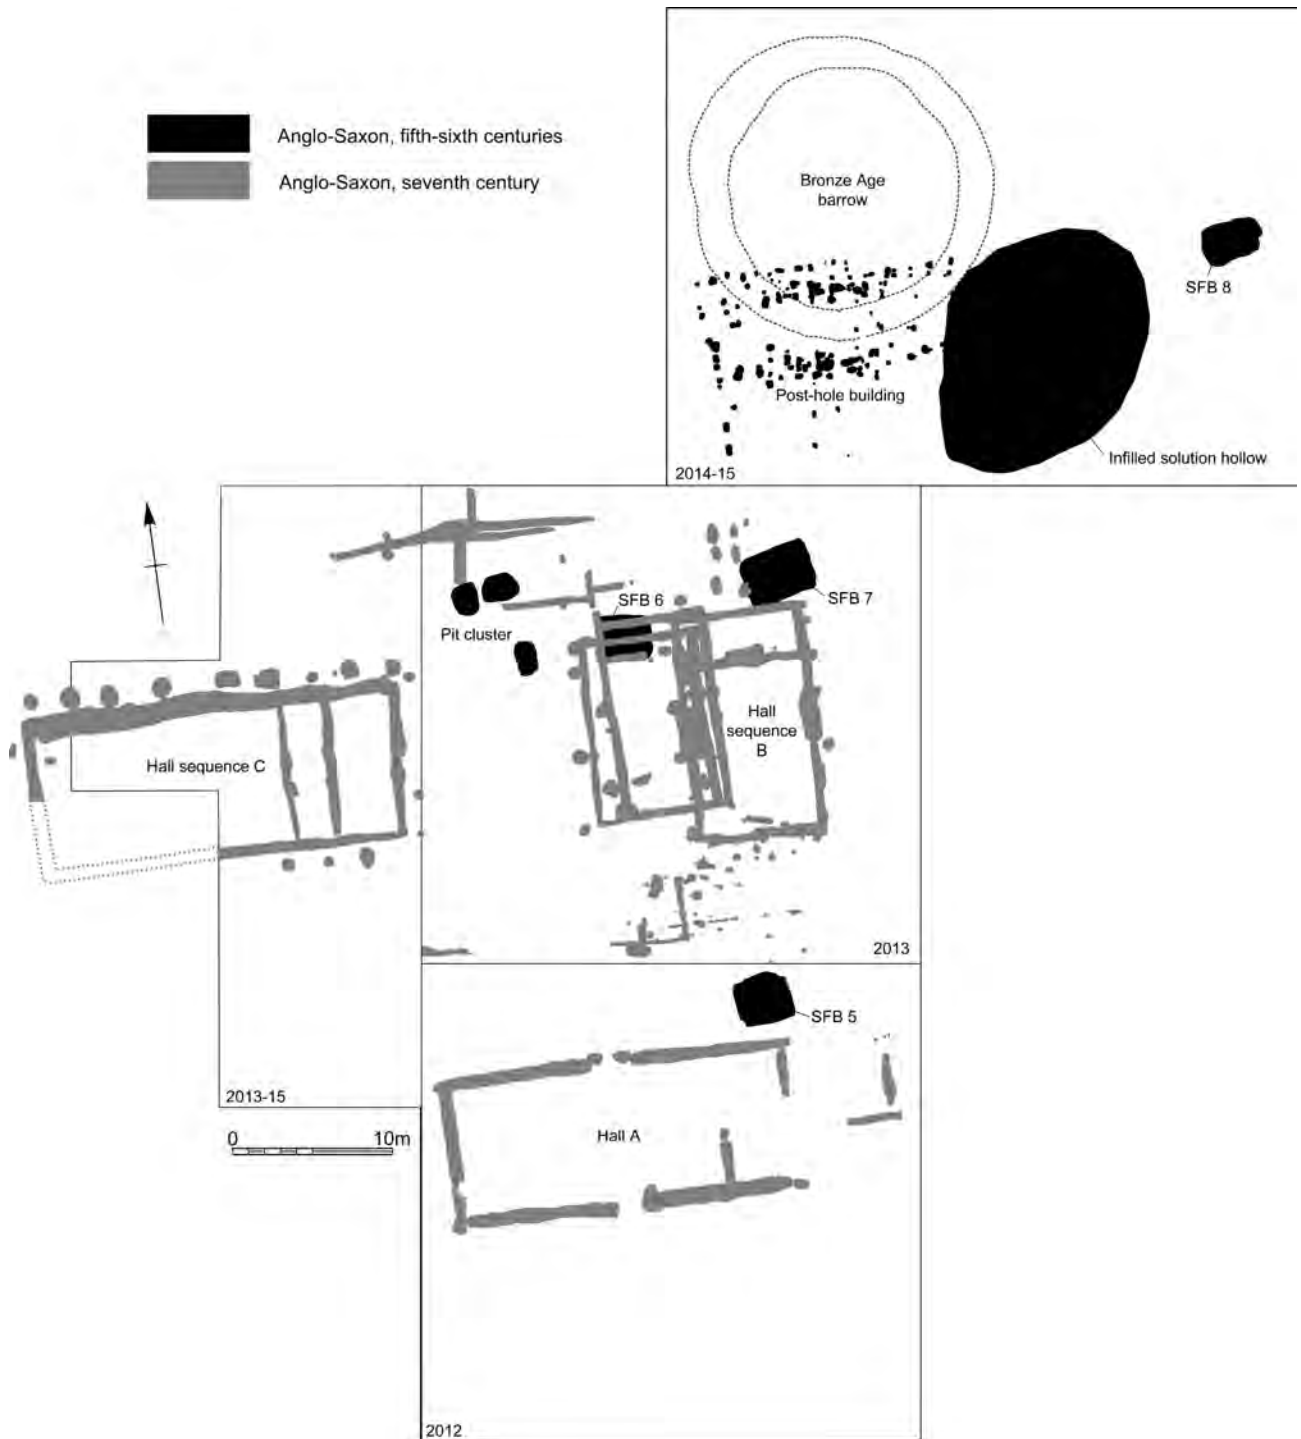 Anglo-Saxon, fifth-sixth centuries
Anglo-Saxon, seventh century
Bronze Age
barrow
SFB 8
Post-hole building
Infilled solution hollow
2014-15
SFB 6
SFB 7
Pit cluster
Hall
sequence
B
Hall sequence C
2013
SFB 5
2013-15
0 10m
Hall A
2012